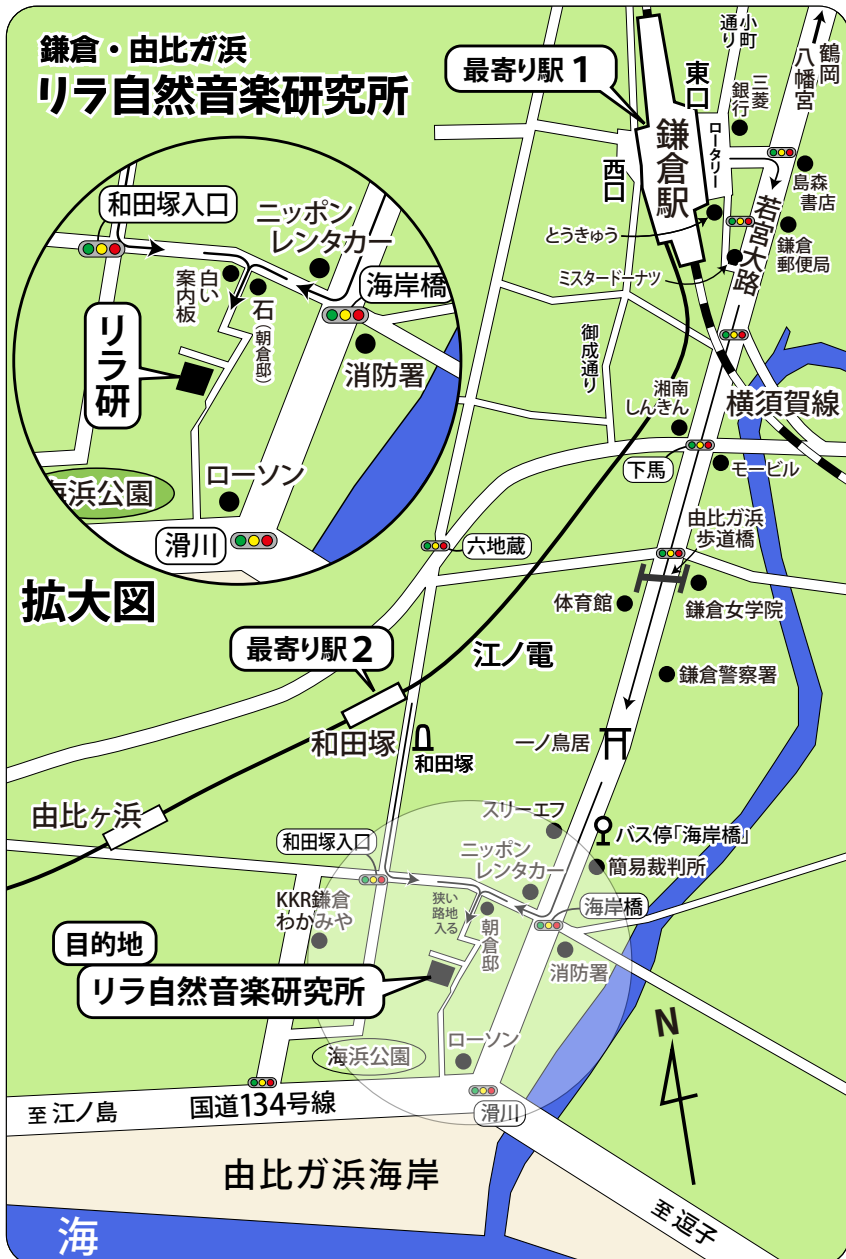 鎌倉・由比ガ浜
リラ自然音楽研究所
最寄り駅1
小町
通り
鶴岡
八幡宮
東口
三菱
銀行
ロータリー
鎌倉駅
西口
島森
書店
とうきゅう
若宮大路
鎌倉
郵便局
ミスタードーナツ
御成通り
湘南
しんきん
横須賀線
下馬
モービル
由比ガ浜
歩道橋
六地蔵
体育館
鎌倉女学院
和田塚入口
ニッポン
レンタカー
白い
案内板
石(朝倉邸)
海岸橋
リラ研
消防署
海浜公園
ローソン
滑川
拡大図
最寄り駅2
江ノ電
鎌倉警察署
和田塚
和田塚
一ノ鳥居
由比ヶ浜
スリーエフ
バス停「海岸橋」
和田塚入口
ニッポン
レンタカー
簡易裁判所
KKR鎌倉
わかみや
狭い
路地
入る
朝倉邸
海岸橋
目的地
リラ自然音楽研究所
消防署
N
ローソン
海浜公園
至 江ノ島
国道134号線
滑川
由比ガ浜海岸
至 逗子
海